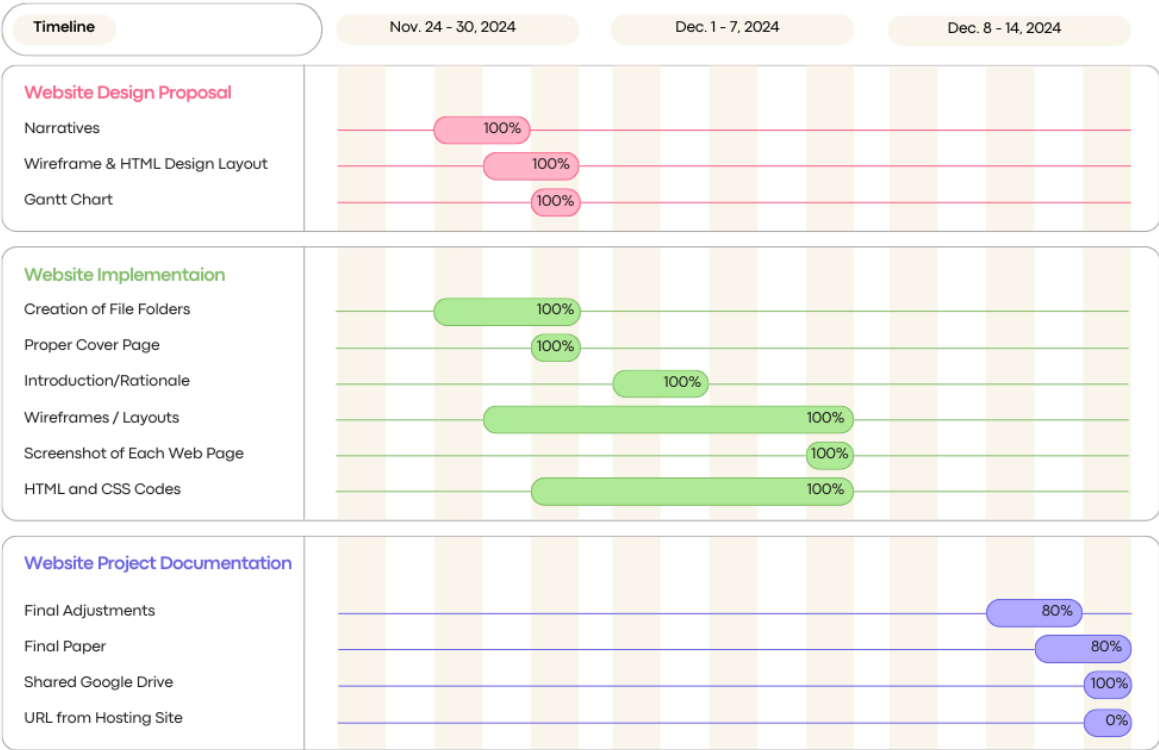 Timeline Nov. 24 - 30, 2024 Dec. 1 - 7, 2024 Dec. 8 - 14, 2024
Website Design Proposal
Narratives 100%
Wireframe & HTML Design Layout 100%
Gantt Chart 100%
Website Implementaion
Creation of File Folders 100%
Proper Cover Page 100%
Introduction/Rationale 100%
Wireframes / Layouts 100%
Screenshot of Each Web Page 100%
HTML and CSS Codes 100%
Website Project Documentation
Final Adjustments 80%
Final Paper 80%
Shared Google Drive 100%
URL from Hosting Site 0%